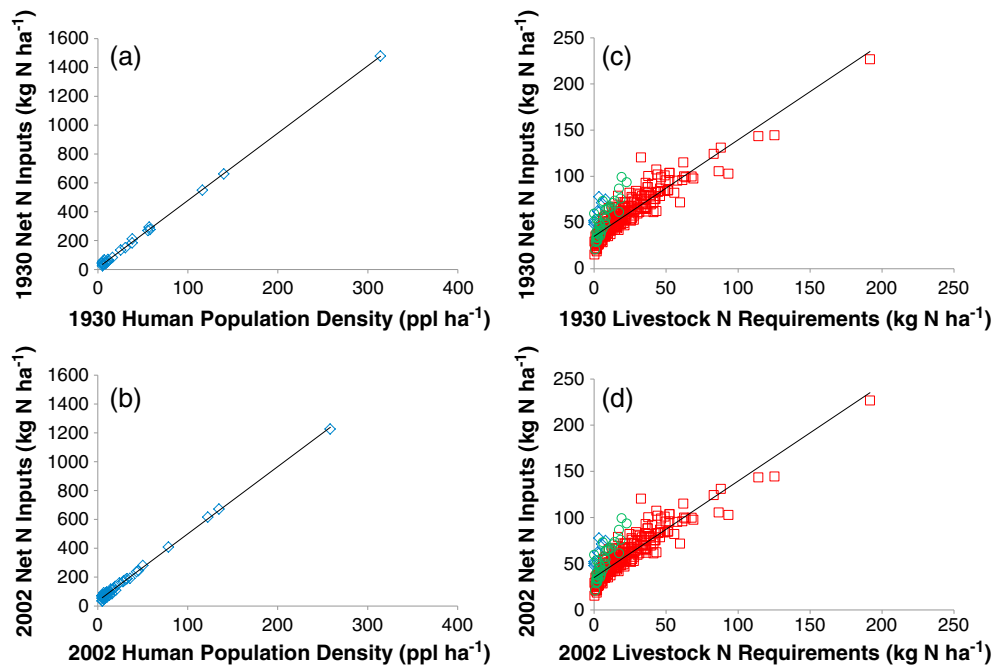 (a)
1930 Net N Inputs (kg N ha⁻¹)
1600
1400
1200
1000
800
600
400
200
0
0 100 200 300 400
1930 Human Population Density (ppl ha⁻¹)
(c)
1930 Net N Inputs (kg N ha⁻¹)
250
200
150
100
50
0
0 50 100 150 200 250
1930 Livestock N Requirements (kg N ha⁻¹)
(b)
2002 Net N Inputs (kg N ha⁻¹)
1600
1400
1200
1000
800
600
400
200
0
0 100 200 300 400
2002 Human Population Density (ppl ha⁻¹)
(d)
2002 Net N Inputs (kg N ha⁻¹)
250
200
150
100
50
0
0 50 100 150 200 250
2002 Livestock N Requirements (kg N ha⁻¹)